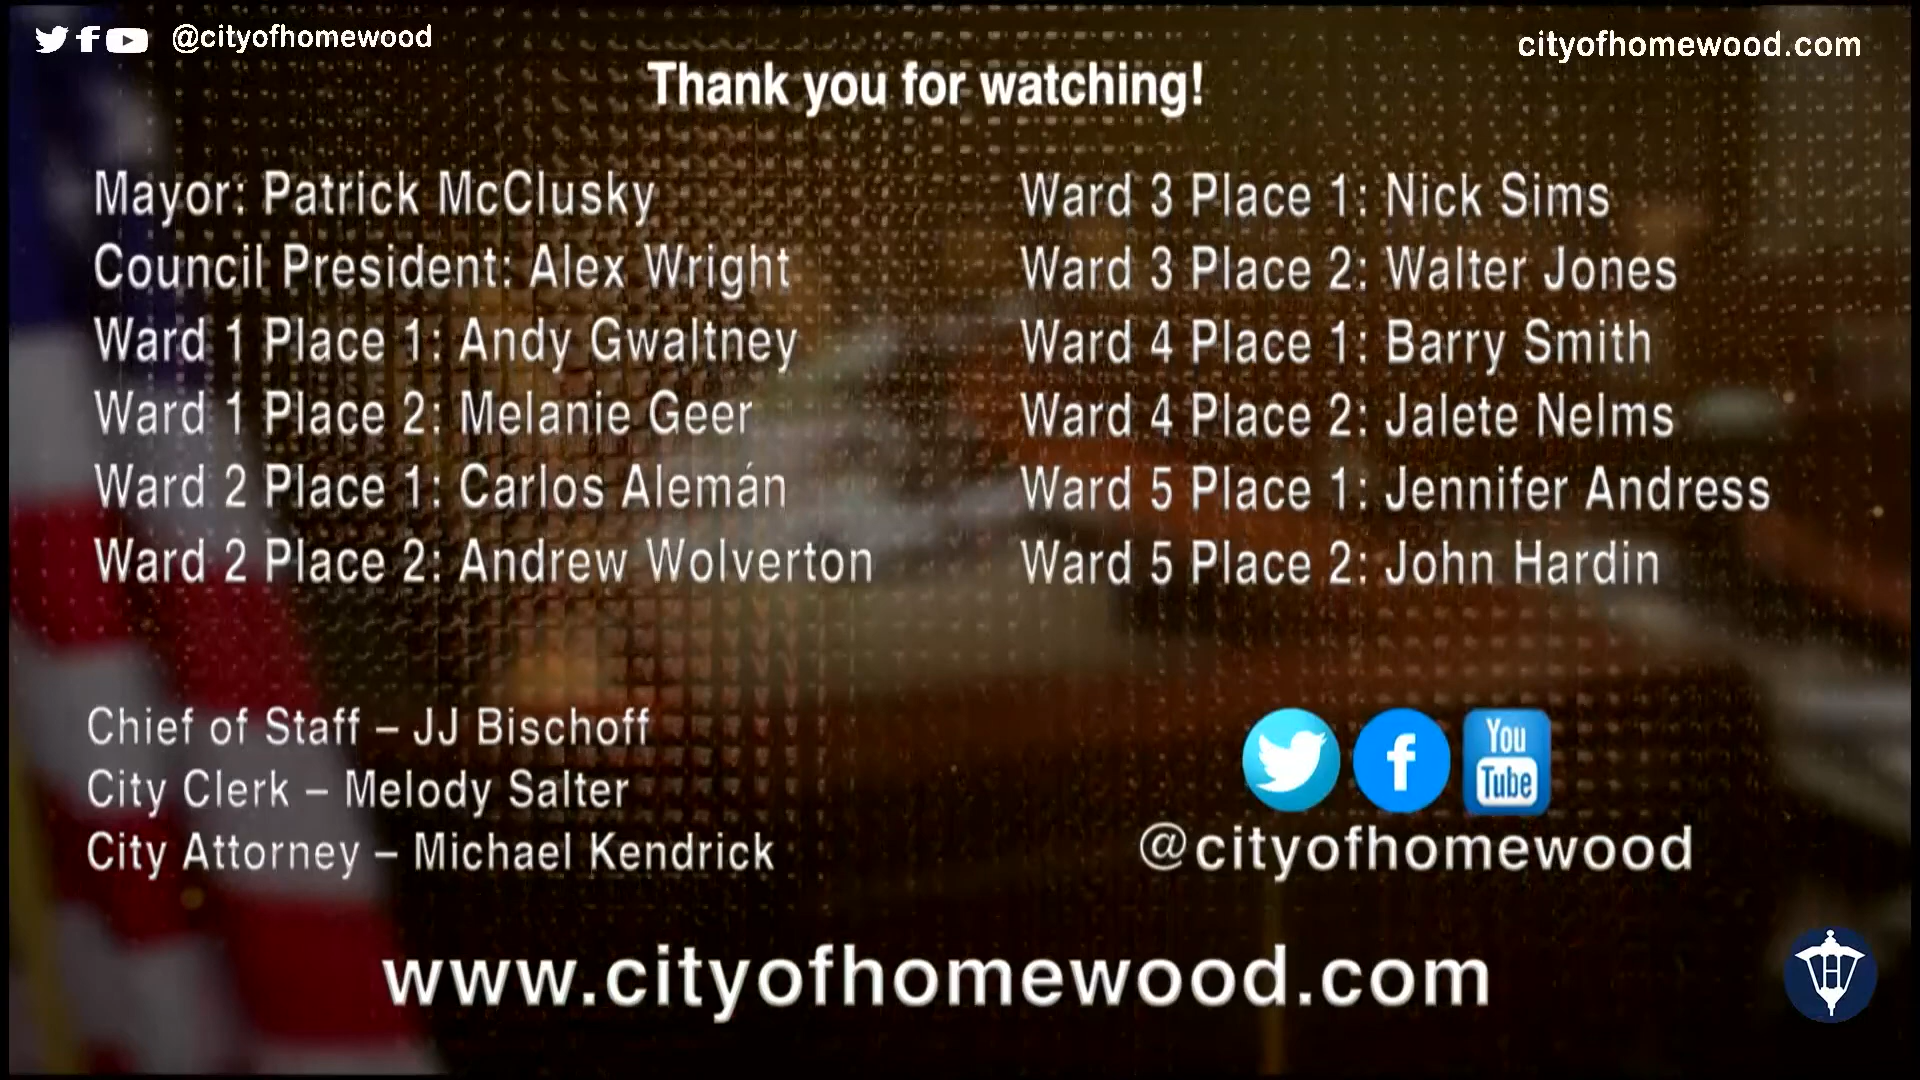 @cityofhomewood
cityofhomewood.com
Thank you for watching!
Mayor: Patrick McClusky
Council President: Alex Wright
Ward 1 Place 1: Andy Gwaltney
Ward 1 Place 2: Melanie Geer
Ward 2 Place 1: Carlos Alemán
Ward 2 Place 2: Andrew Wolverton
Ward 3 Place 1: Nick Sims
Ward 3 Place 2: Walter Jones
Ward 4 Place 1: Barry Smith
Ward 4 Place 2: Jalete Nelms
Ward 5 Place 1: Jennifer Andress
Ward 5 Place 2: John Hardin
Chief of Staff – JJ Bischoff
City Clerk – Melody Salter
City Attorney – Michael Kendrick
You
Tube
@cityofhomewood
www.cityofhomewood.com
H